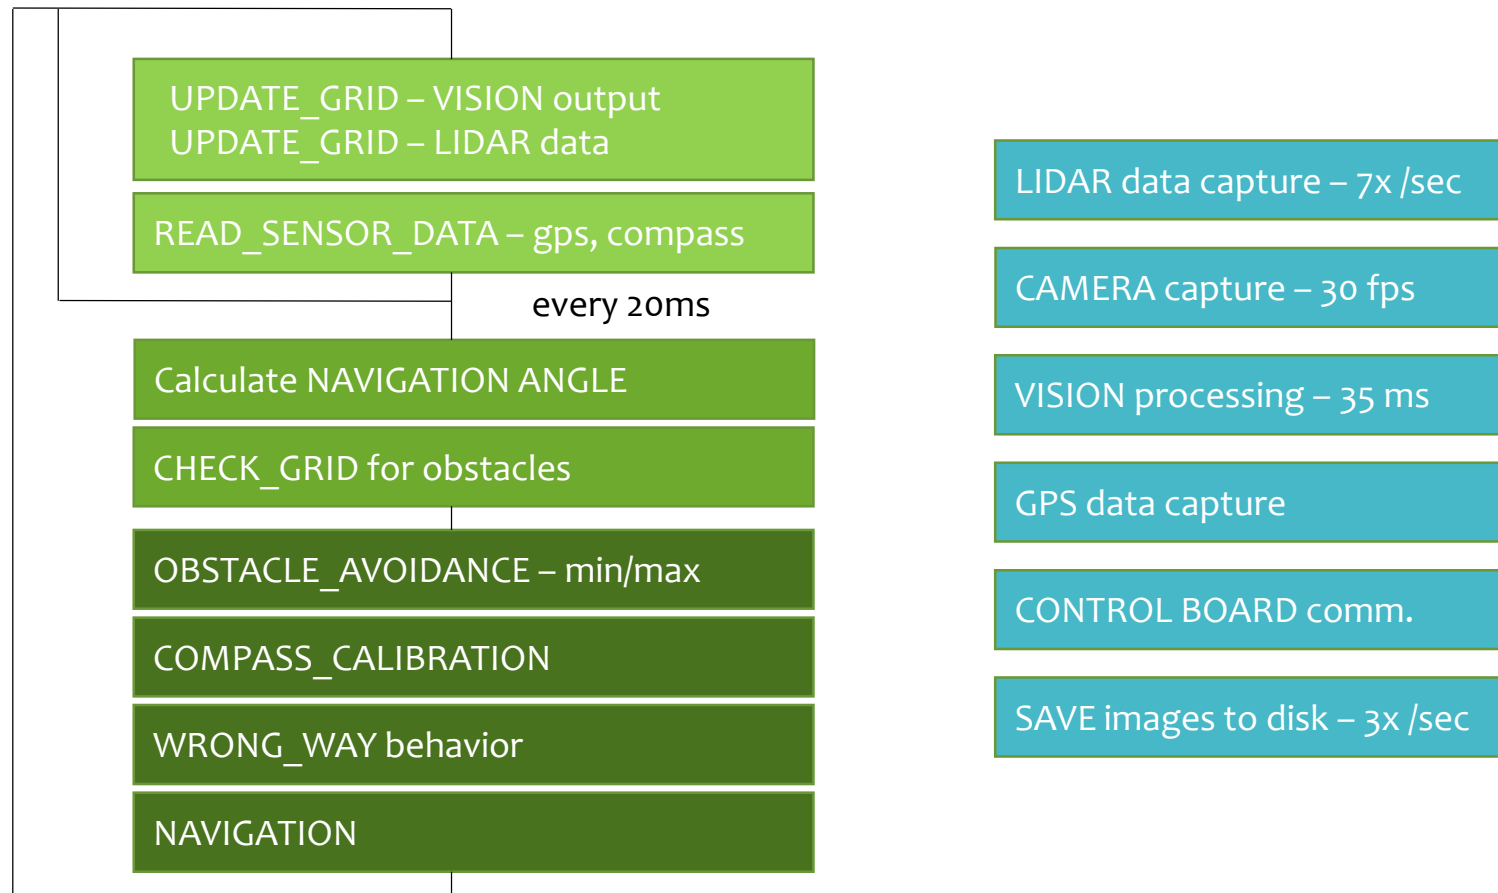 UPDATE_GRID – VISION output
UPDATE_GRID – LIDAR data
READ_SENSOR_DATA – gps, compass
every 20ms
Calculate NAVIGATION ANGLE
CHECK_GRID for obstacles
OBSTACLE_AVOIDANCE – min/max
COMPASS_CALIBRATION
WRONG_WAY behavior
NAVIGATION
LIDAR data capture – 7x /sec
CAMERA capture – 30 fps
VISION processing – 35 ms
GPS data capture
CONTROL BOARD comm.
SAVE images to disk – 3x /sec